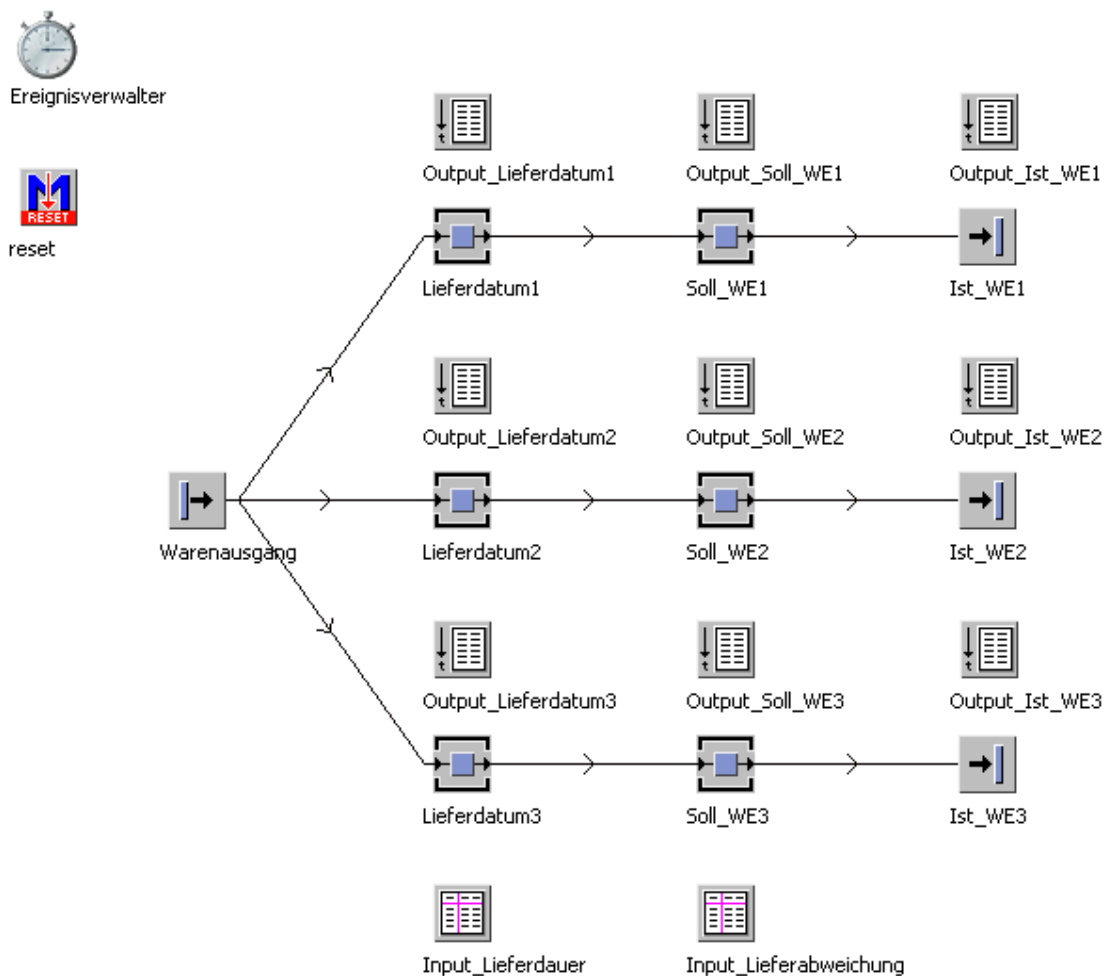 Ereignisverwalter
Output_Lieferdatum1 Output_Soll_WE1 Output_Ist_WE1
RESET
reset
Lieferdatum1 Soll_WE1 Ist_WE1
Output_Lieferdatum2 Output_Soll_WE2 Output_Ist_WE2
Warenausgang Lieferdatum2 Soll_WE2 Ist_WE2
Output_Lieferdatum3 Output_Soll_WE3 Output_Ist_WE3
Lieferdatum3 Soll_WE3 Ist_WE3
Input_Lieferdauer Input_Lieferabweichung